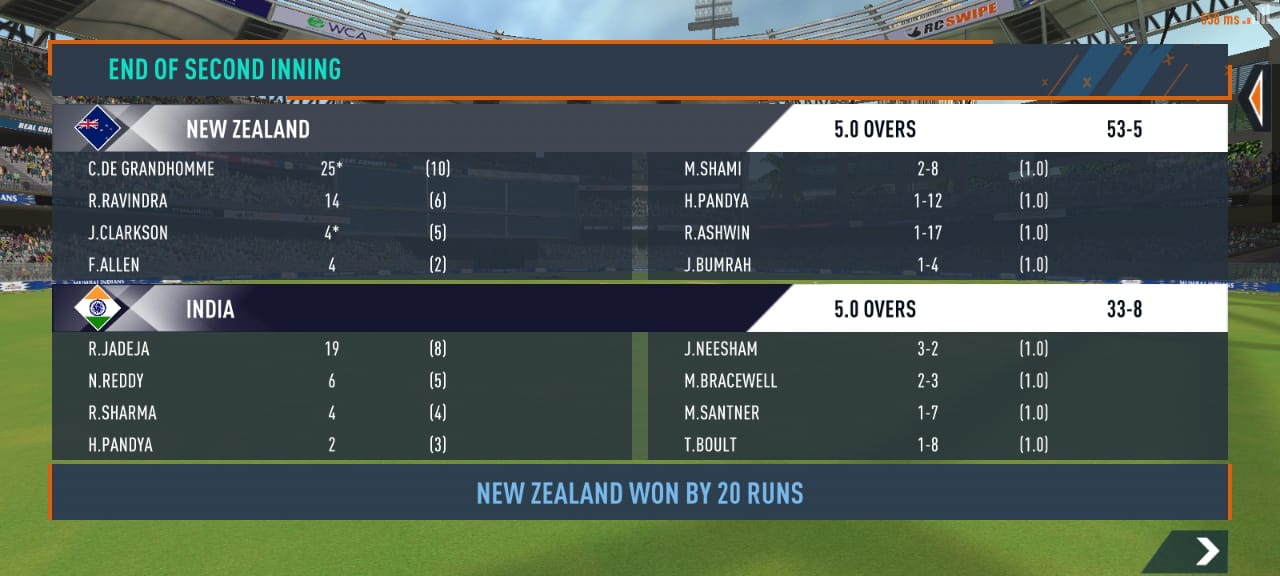 WCA
RC SWIPE
END OF SECOND INNING
NEW ZEALAND 5.0 OVERS 53-5
C.DE GRANDHOMME 25* (10) M.SHAMI 2-8 (1.0)
R.RAVINDRA 14 (6) H.PANDYA 1-12 (1.0)
J.CLARKSON 4* (5) R.ASHWIN 1-17 (1.0)
F.ALLEN 4 (2) J.BUMRAH 1-4 (1.0)
MUMBAI INDIANS
INDIA 5.0 OVERS 33-8
R.JADEJA 19 (8) J.NEESHAM 3-2 (1.0)
N.REDDY 6 (5) M.BRACEWELL 2-3 (1.0)
R.SHARMA 4 (4) M.SANTNER 1-7 (1.0)
H.PANDYA 2 (3) T.BOULT 1-8 (1.0)
NEW ZEALAND WON BY 20 RUNS